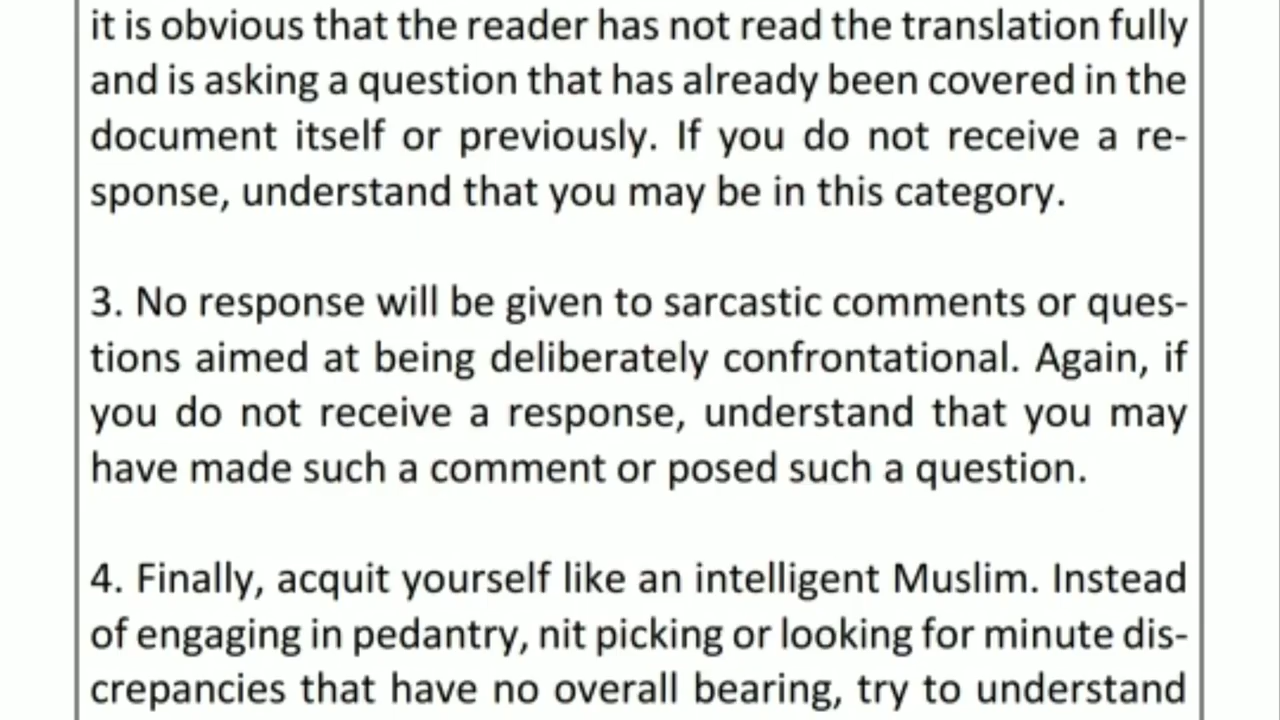 it is obvious that the reader has not read the translation fully
and is asking a question that has already been covered in the
document itself or previously. If you do not receive a re-
sponse, understand that you may be in this category.
3. No response will be given to sarcastic comments or ques-
tions aimed at being deliberately confrontational. Again, if
you do not receive a response, understand that you may
have made such a comment or posed such a question.
4. Finally, acquit yourself like an intelligent Muslim. Instead
of engaging in pedantry, nit picking or looking for minute dis-
crepancies that have no overall bearing, try to understand